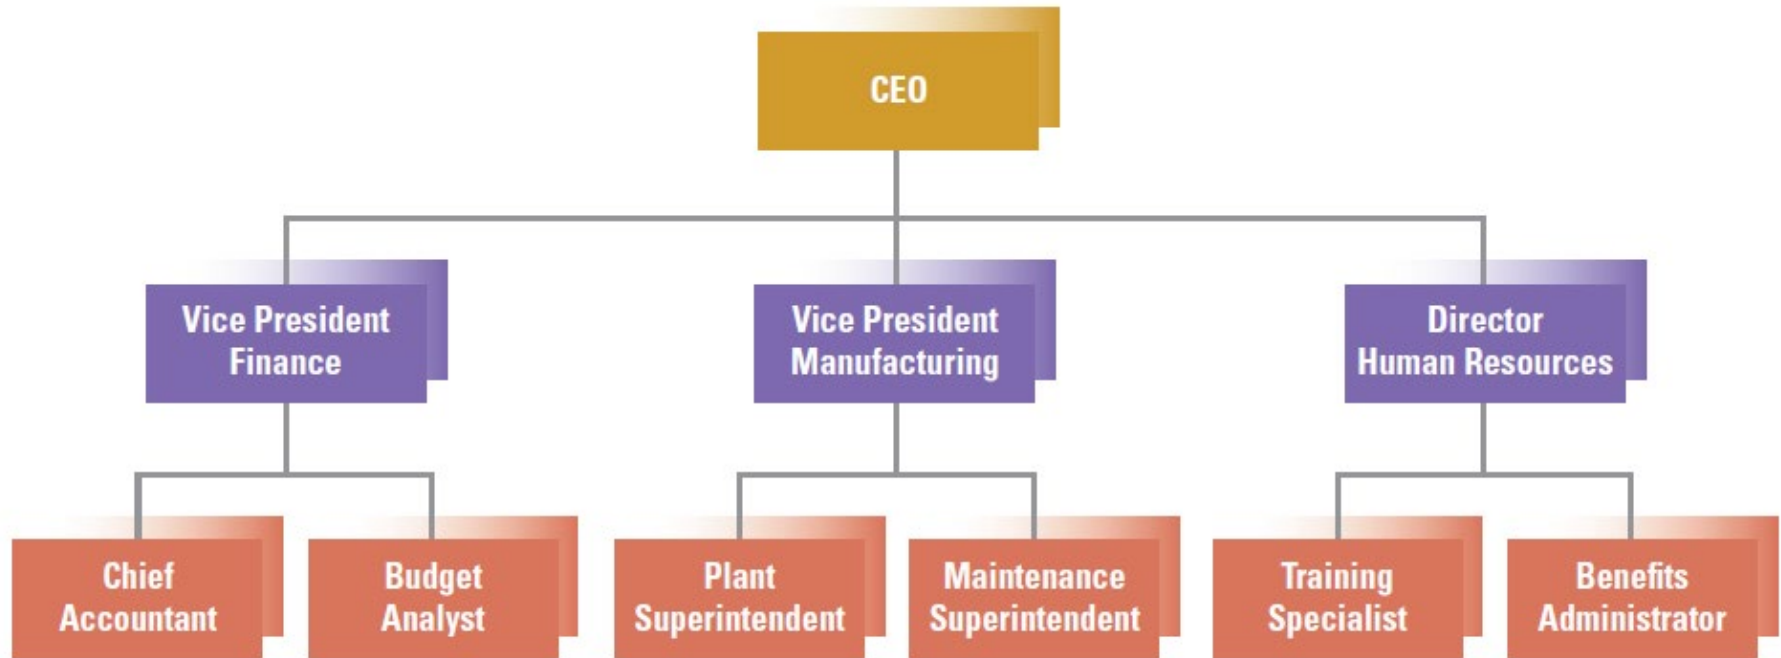 CEO
Vice President
Finance
Vice President
Manufacturing
Director
Human Resources
Chief
Accountant
Budget
Analyst
Plant
Superintendent
Maintenance
Superintendent
Training
Specialist
Benefits
Administrator